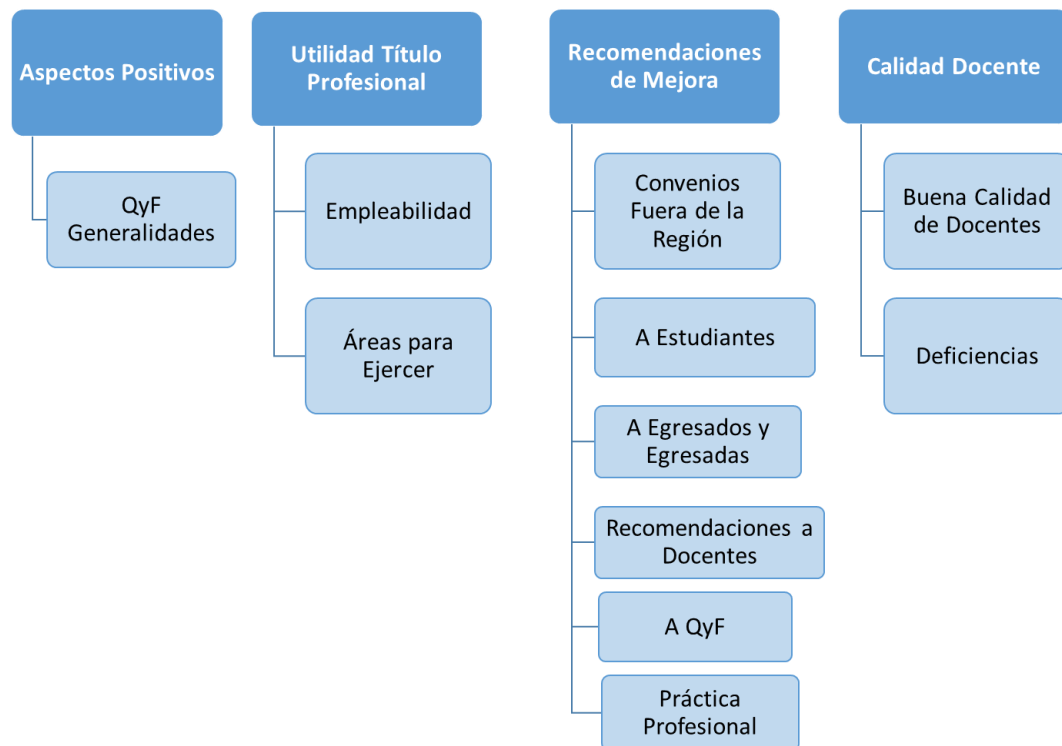 Aspectos Positivos
QyF
Generalidades
Utilidad Título
Profesional
Empleabilidad
Áreas para
Ejercer
Recomendaciones
de Mejora
Convenios
Fuera de la
Región
A Estudiantes
A Egresados y
Egresadas
Recomendaciones a
Docentes
A QyF
Práctica
Profesional
Calidad Docente
Buena Calidad
de Docentes
Deficiencias